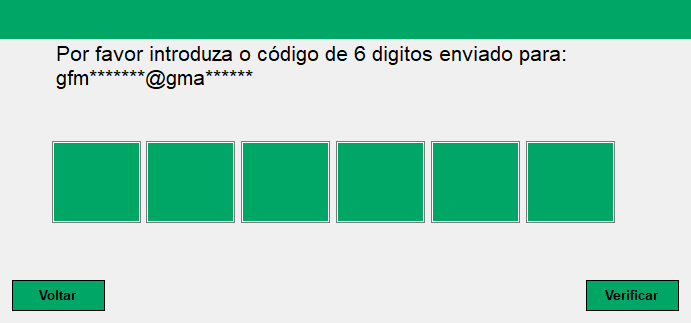 Por favor introduza o código de 6 digitos enviado para:
gfm*******@gma******
Voltar
Verificar